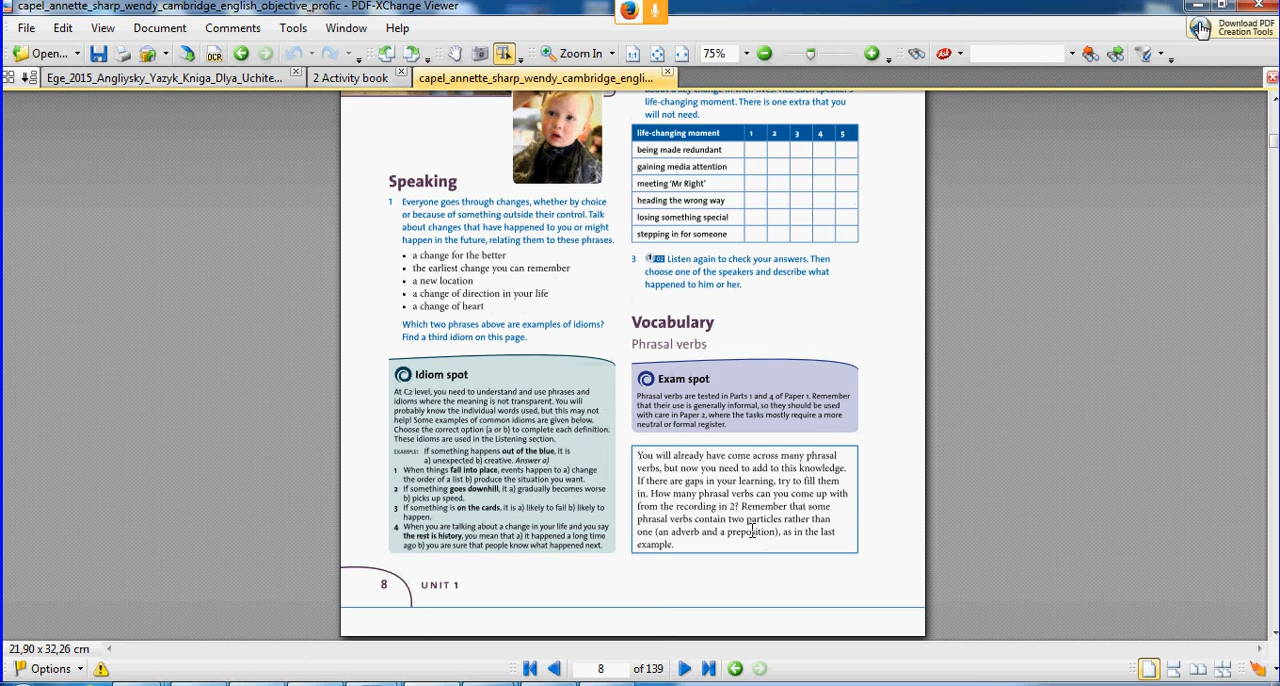 capel_annette_sharp_wendy_cambridge_english_objective_profic - PDF-XChange Viewer
File Edit View Document Comments Tools Window Help
Download PDF
Creation Tools
Open... OCR Zoom In 75%
Ege_2015_Angliysky_Yazyk_Kniga_Dlya_Uchite... 2 Activity book capel_annette_sharp_wendy_cambridge_engli...
Speaking
1 Everyone goes through changes, whether by choice
or because of something outside their control. Talk
about changes that have happened to you or might
happen in the future, relating them to these phrases.
• a change for the better
• the earliest change you can remember
• a new location
• a change of direction in your life
• a change of heart
Which two phrases above are examples of idioms?
Find a third idiom on this page.
Idiom spot
At C2 level, you need to understand and use phrases and
idioms where the meaning is not transparent. You will
probably know the individual words used, but this may not
help! Some examples of common idioms are given below.
Choose the correct option (a or b) to complete each definition.
These idioms are used in the Listening section.
EXAMPLE: If something happens out of the blue, it is
a) unexpected b) creative. Answer a)
1 When things fall into place, events happen to a) change
the order of a list b) produce the situation you want.
2 If something goes downhill, it a) gradually becomes worse
b) picks up speed.
3 If something is on the cards, it is a) likely to fail b) likely to
happen.
4 When you are talking about a change in your life and you say
the rest is history, you mean that a) it happened a long time
ago b) you are sure that people know what happened next.
8 UNIT 1
life-changing moment. There is one extra that you
will not need.
life-changing moment 1 2 3 4 5
being made redundant
gaining media attention
meeting 'Mr Right'
heading the wrong way
losing something special
stepping in for someone
3 1 02 Listen again to check your answers. Then
choose one of the speakers and describe what
happened to him or her.
Vocabulary
Phrasal verbs
Exam spot
Phrasal verbs are tested in Parts 1 and 4 of Paper 1. Remember
that their use is generally informal, so they should be used
with care in Paper 2, where the tasks mostly require a more
neutral or formal register.
You will already have come across many phrasal
verbs, but now you need to add to this knowledge.
If there are gaps in your learning, try to fill them
in. How many phrasal verbs can you come up with
from the recording in 2? Remember that some
phrasal verbs contain two particles rather than
one (an adverb and a preposition), as in the last
example.
21,90 x 32,26 cm
Options 8 of 139